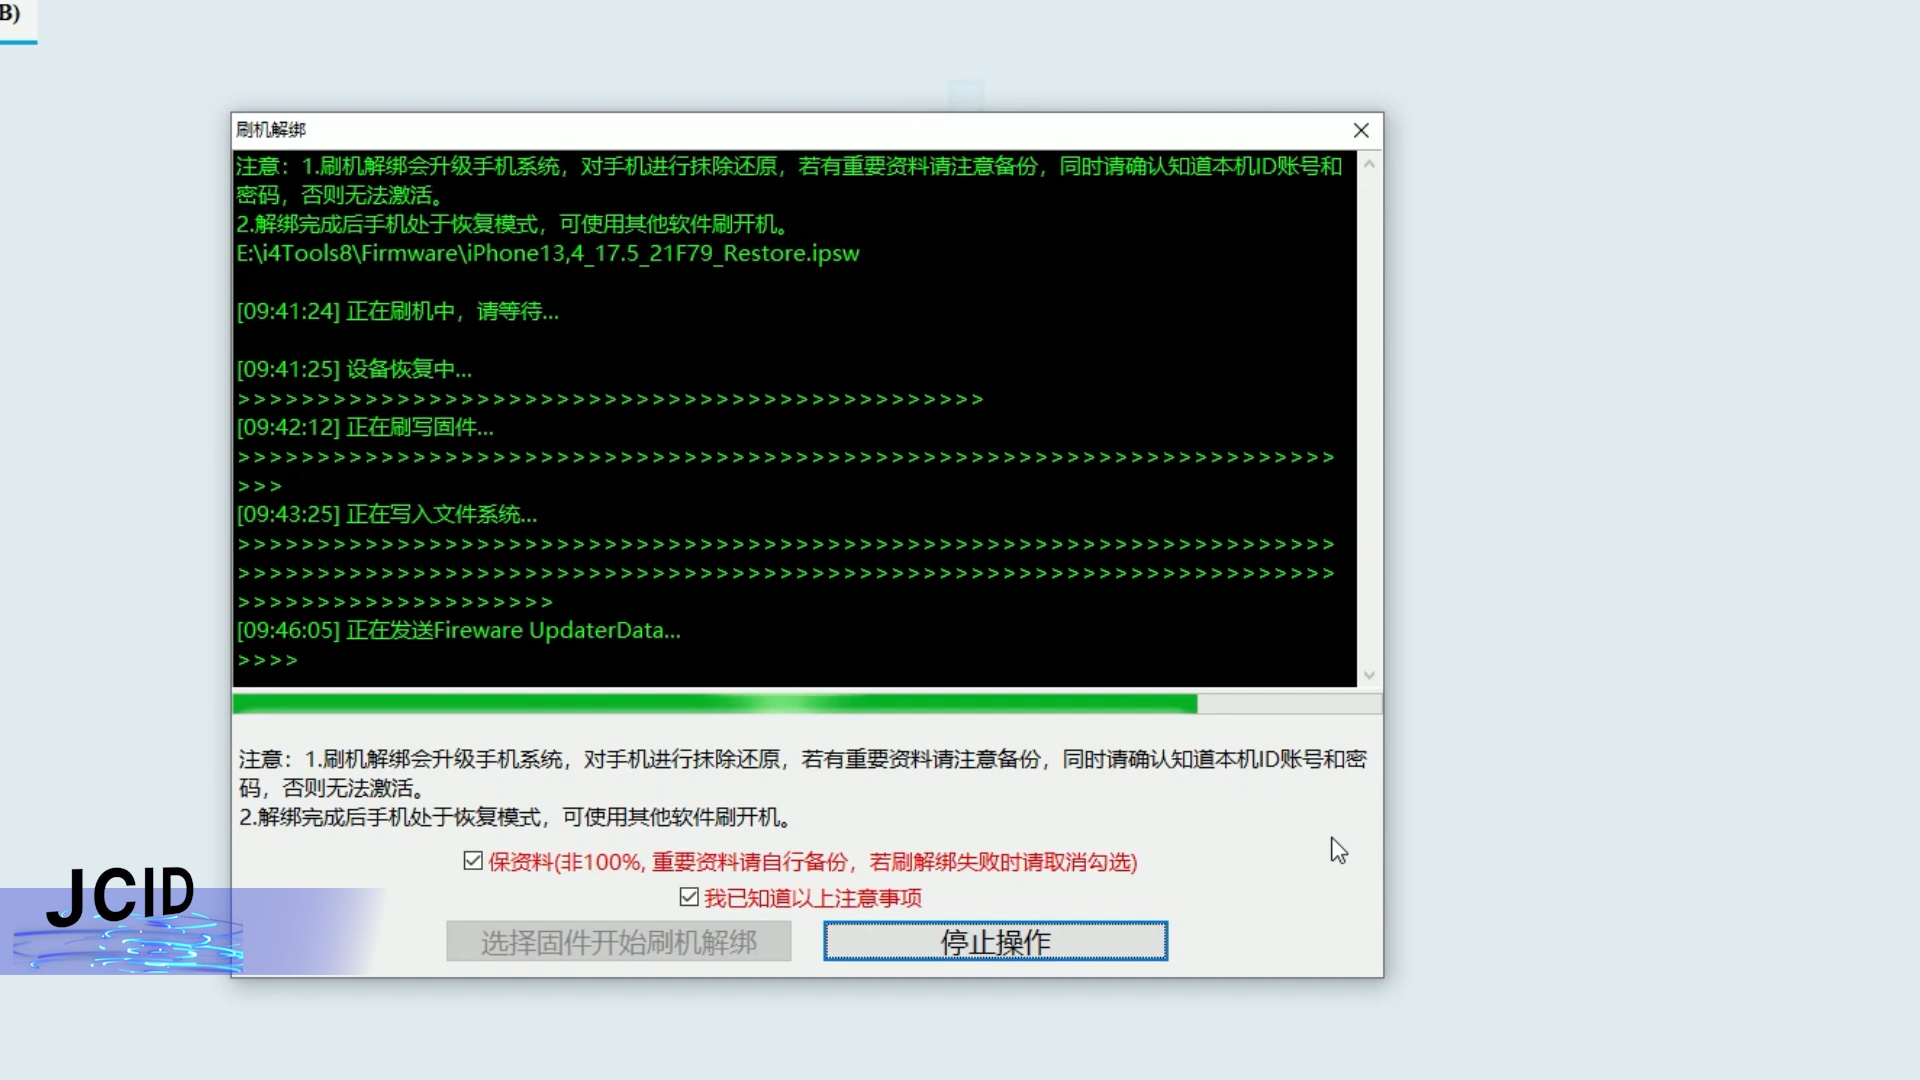 B)
刷机解绑
注意：1.刷机解绑会升级手机系统，对手机进行抹除还原，若有重要资料请注意备份，同时请确认知道本机ID账号和
密码，否则无法激活。
2.解绑完成后手机处于恢复模式，可使用其他软件刷开机。
E:\i4Tools8\Firmware\iPhone13,4_17.5_21F79_Restore.ipsw
[09:41:24] 正在刷机中，请等待...
[09:41:25] 设备恢复中...
>>>>>>>>>>>>>>>>>>>>>>>>>>>>>>>>>>>>>>>>>>>>>>>
[09:42:12] 正在刷写固件...
>>>>>>>>>>>>>>>>>>>>>>>>>>>>>>>>>>>>>>>>>>>>>>>>>>>>>>>>>>>>>>>>>>>>>
>>>
[09:43:25] 正在写入文件系统...
>>>>>>>>>>>>>>>>>>>>>>>>>>>>>>>>>>>>>>>>>>>>>>>>>>>>>>>>>>>>>>>>>>>>>
>>>>>>>>>>>>>>>>>>>>>>>>>>>>>>>>>>>>>>>>>>>>>>>>>>>>>>>>>>>>>>>>>>>>>
>>>>>>>>>>>>>>>>>>>>
[09:46:05] 正在发送Fireware UpdaterData...
>>>>
注意：1.刷机解绑会升级手机系统，对手机进行抹除还原，若有重要资料请注意备份，同时请确认知道本机ID账号和密
码，否则无法激活。
2.解绑完成后手机处于恢复模式，可使用其他软件刷开机。
保资料(非100%, 重要资料请自行备份，若刷解绑失败时请取消勾选)
我已知道以上注意事项
选择固件开始刷机解绑 停止操作
JCID